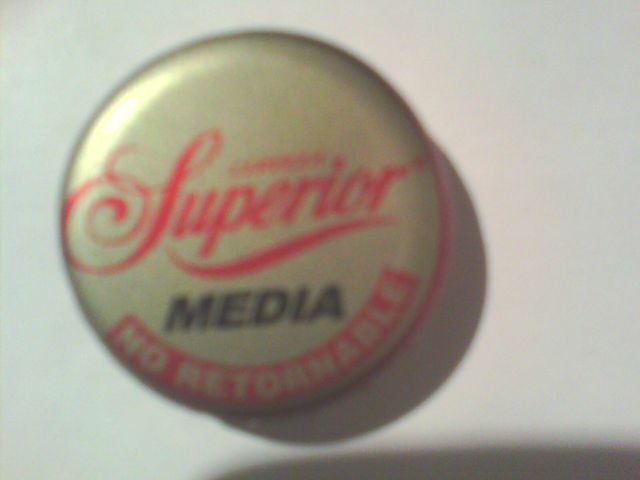 Superior
MEDIA
NO RETORNABLE